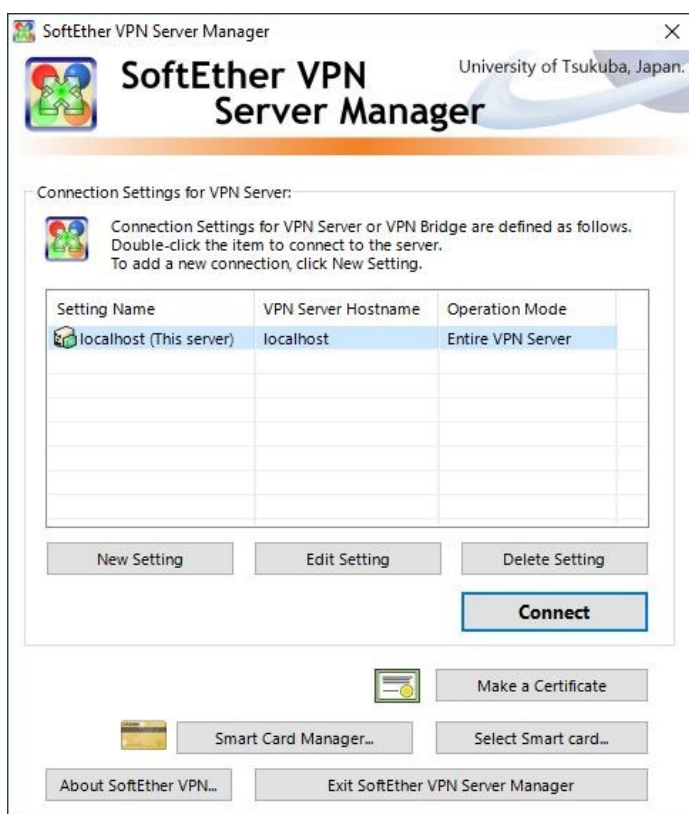 SoftEther VPN Server Manager
University of Tsukuba, Japan.
SoftEther VPN
Server Manager
Connection Settings for VPN Server:
Connection Settings for VPN Server or VPN Bridge are defined as follows.
Double-click the item to connect to the server.
To add a new connection, click New Setting.
Setting Name VPN Server Hostname Operation Mode
localhost (This server) localhost Entire VPN Server
New Setting Edit Setting Delete Setting
Connect
Make a Certificate
Smart Card Manager... Select Smart card...
About SoftEther VPN... Exit SoftEther VPN Server Manager